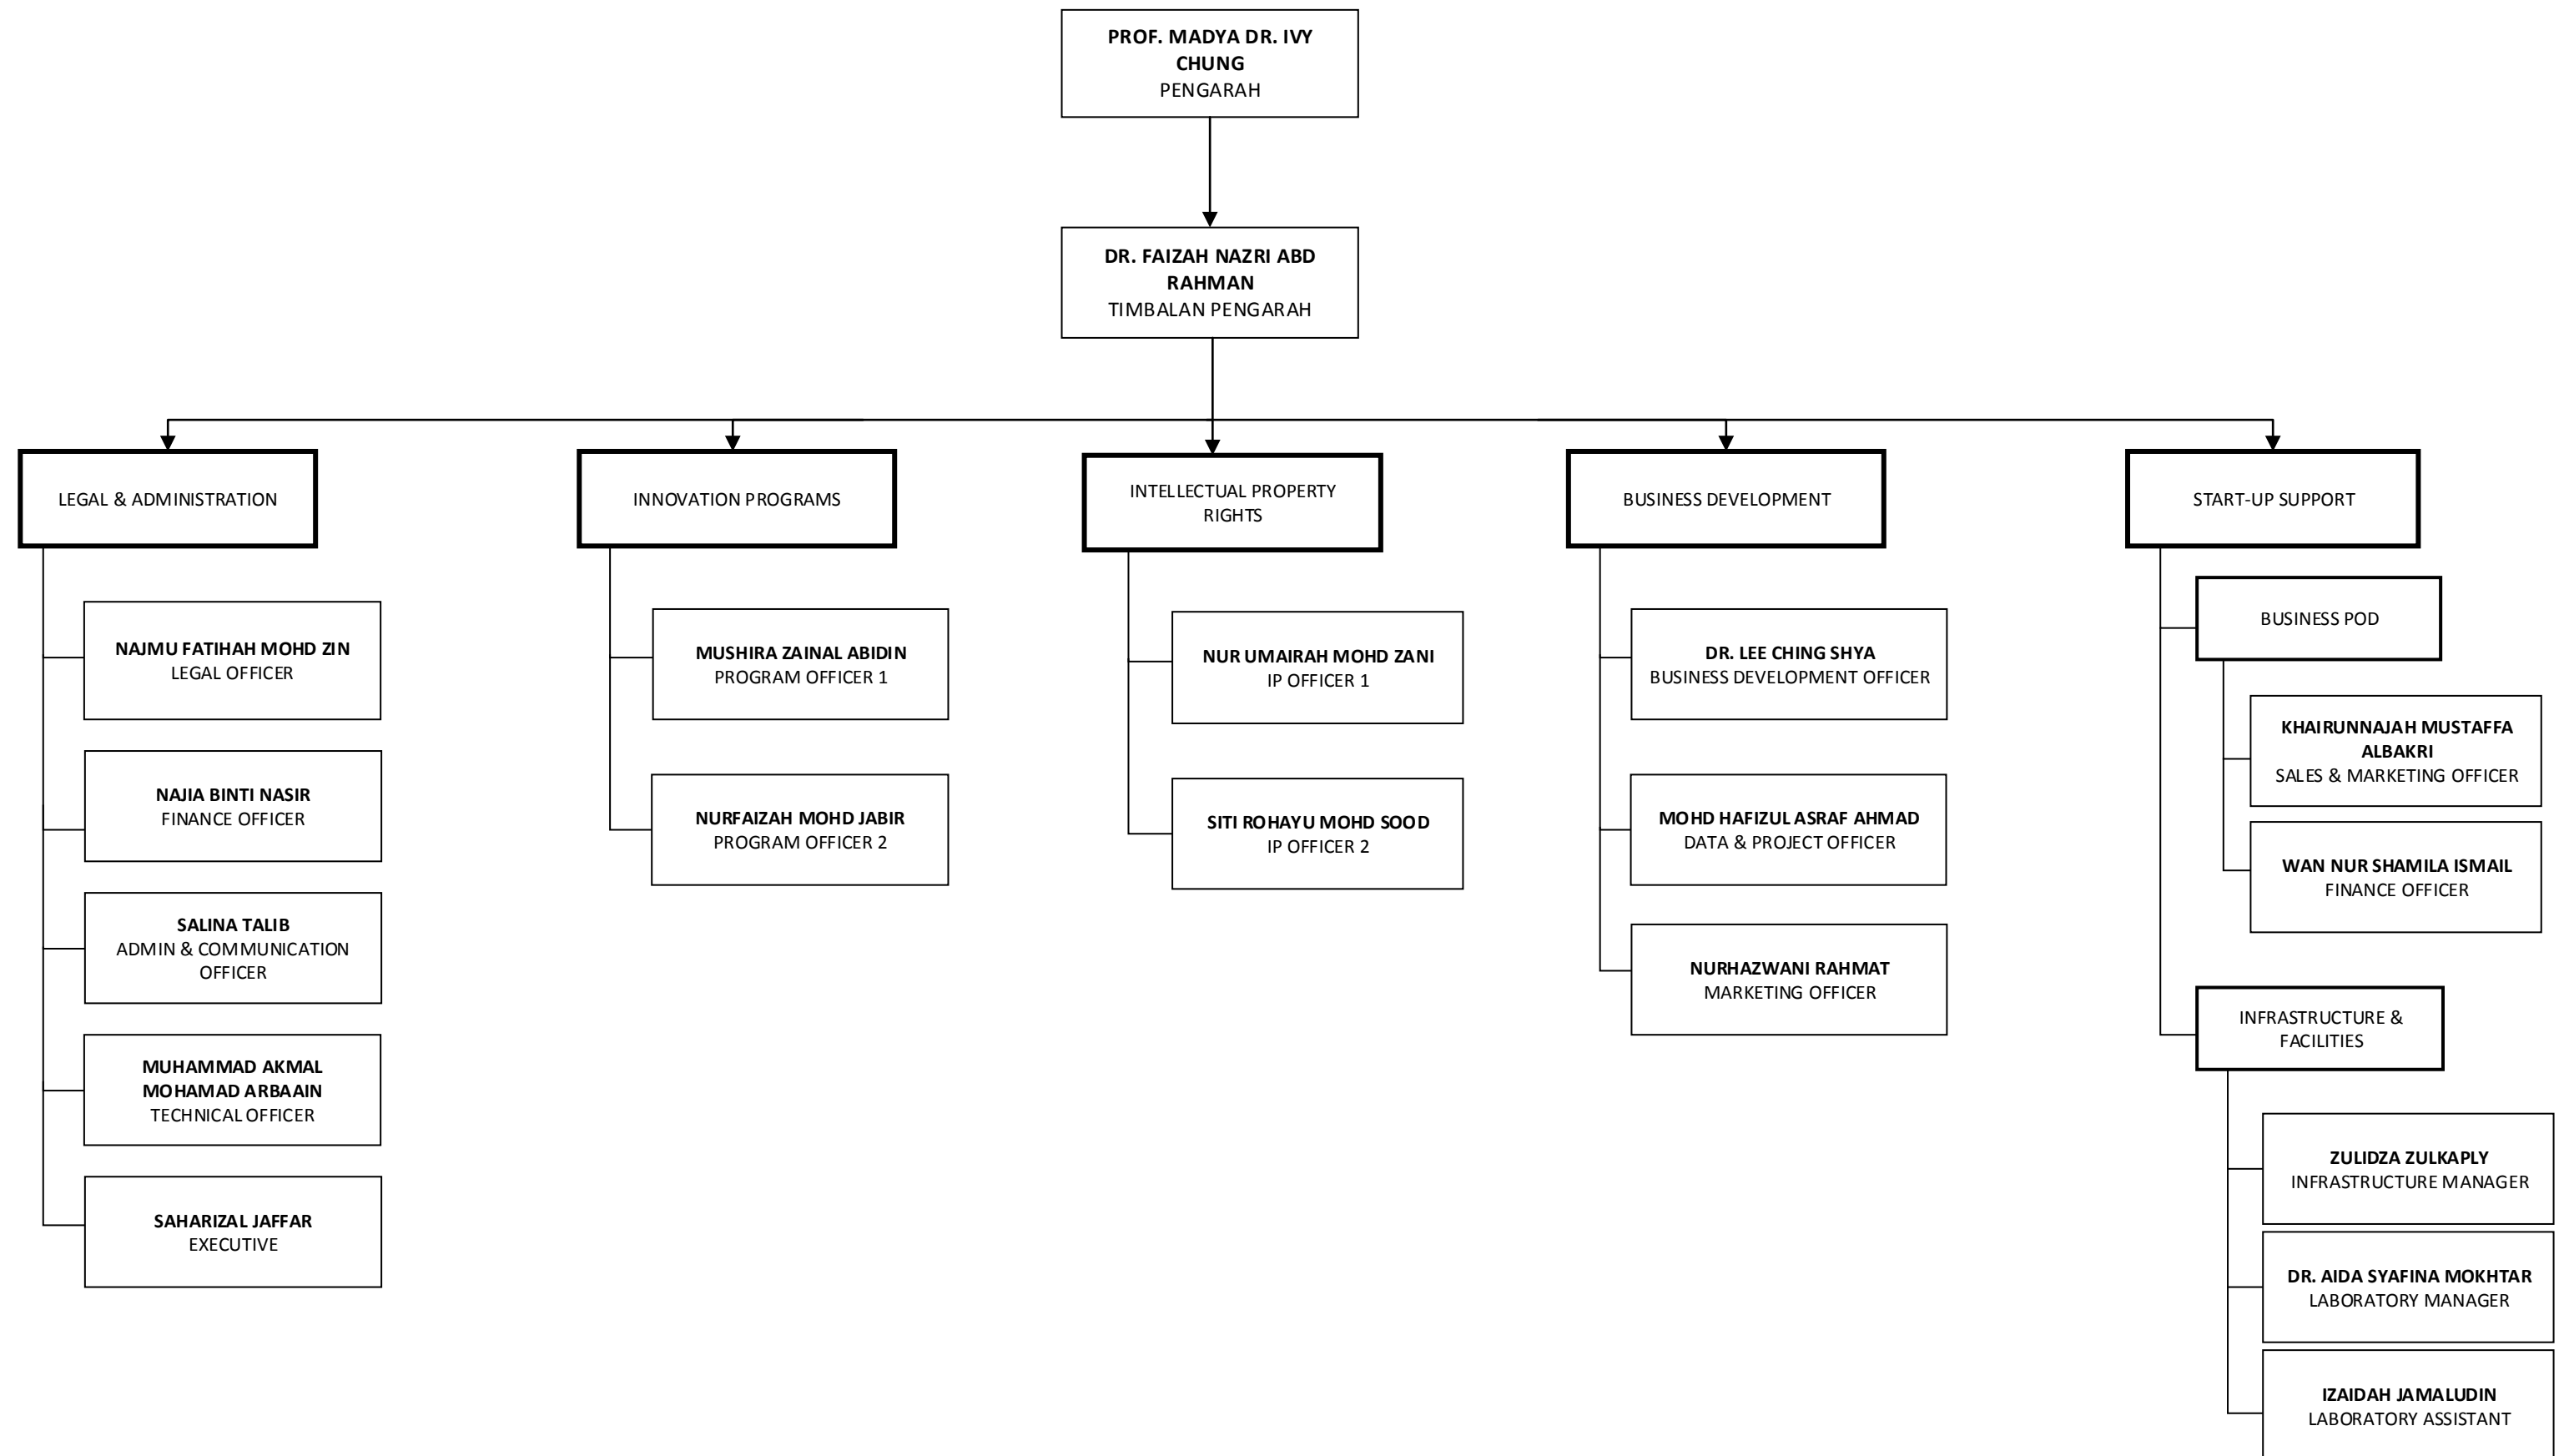 PROF. MADYA DR. IVY
CHUNG
PENGARAH
DR. FAIZAH NAZRI ABD
RAHMAN
TIMBALAN PENGARAH
LEGAL & ADMINISTRATION
NAJMU FATIHAH MOHD ZIN
LEGAL OFFICER
NAJIA BINTI NASIR
FINANCE OFFICER
SALINA TALIB
ADMIN & COMMUNICATION
OFFICER
MUHAMMAD AKMAL
MOHAMAD ARBAAIN
TECHNICAL OFFICER
SAHARIZAL JAFFAR
EXECUTIVE
INNOVATION PROGRAMS
MUSHIRA ZAINAL ABIDIN
PROGRAM OFFICER 1
NURFAIZAH MOHD JABIR
PROGRAM OFFICER 2
INTELLECTUAL PROPERTY
RIGHTS
NUR UMAIRAH MOHD ZANI
IP OFFICER 1
SITI ROHAYU MOHD SOOD
IP OFFICER 2
BUSINESS DEVELOPMENT
DR. LEE CHING SHYA
BUSINESS DEVELOPMENT OFFICER
MOHD HAFIZUL ASRAF AHMAD
DATA & PROJECT OFFICER
NURHAZWANI RAHMAT
MARKETING OFFICER
START-UP SUPPORT
BUSINESS POD
KHAIRUNNAJAH MUSTAFFA
ALBAKRI
SALES & MARKETING OFFICER
WAN NUR SHAMILA ISMAIL
FINANCE OFFICER
INFRASTRUCTURE &
FACILITIES
ZULIDZA ZULKAPLY
INFRASTRUCTURE MANAGER
DR. AIDA SYAFINA MOKHTAR
LABORATORY MANAGER
IZAIDAH JAMALUDIN
LABORATORY ASSISTANT